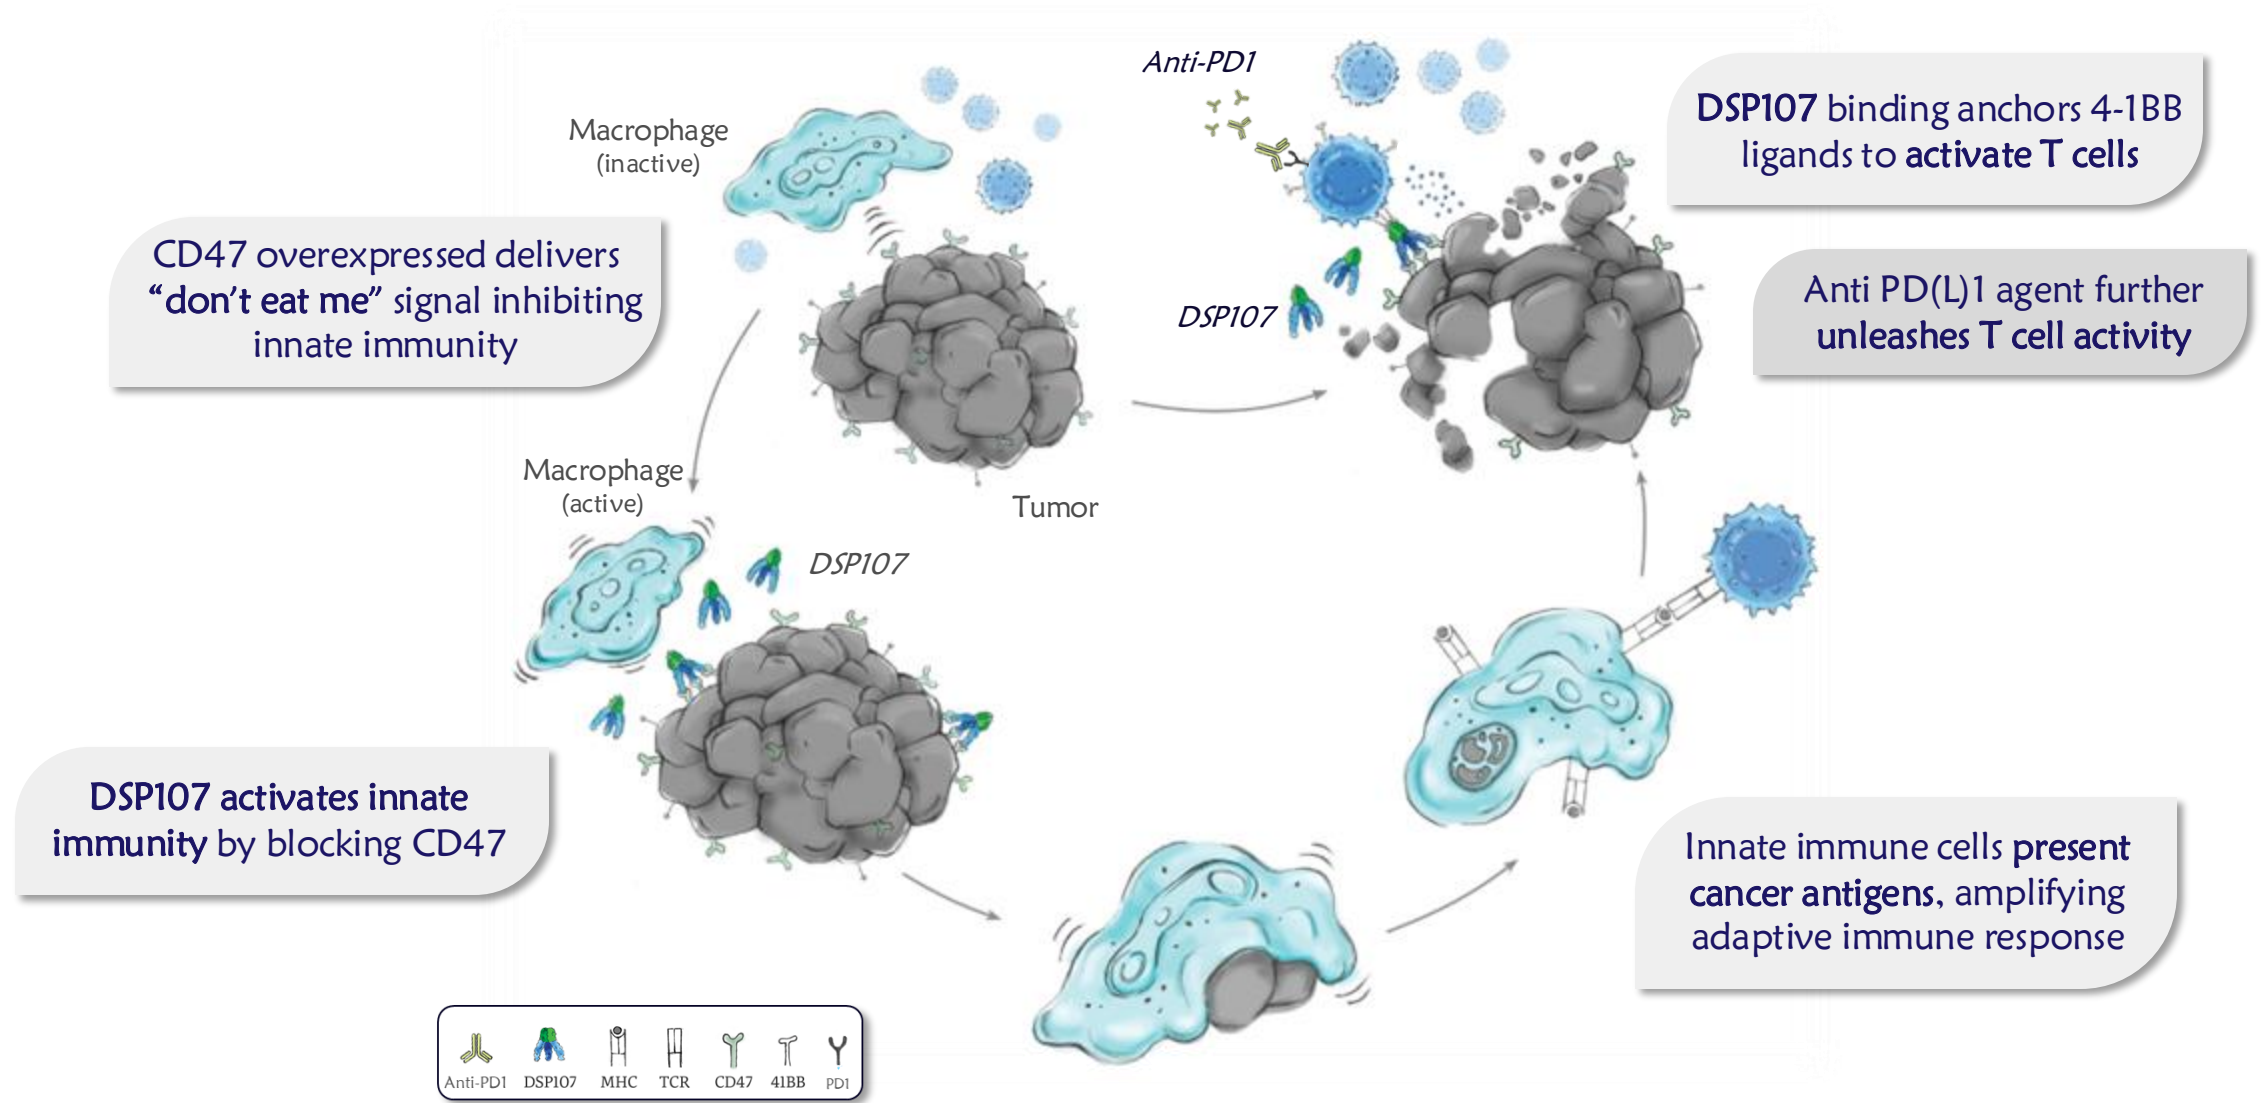 Anti-PD1
Macrophage
(inactive)
DSP107 binding anchors 4-1BB
ligands to activate T cells
CD47 overexpressed delivers
“don’t eat me” signal inhibiting
innate immunity
Anti PD(L)1 agent further
unleashes T cell activity
DSP107
Macrophage
(active)
Tumor
DSP107
DSP107 activates innate
immunity by blocking CD47
Innate immune cells present
cancer antigens, amplifying
adaptive immune response
Anti-PD1 DSP107 MHC TCR CD47 41BB PD1